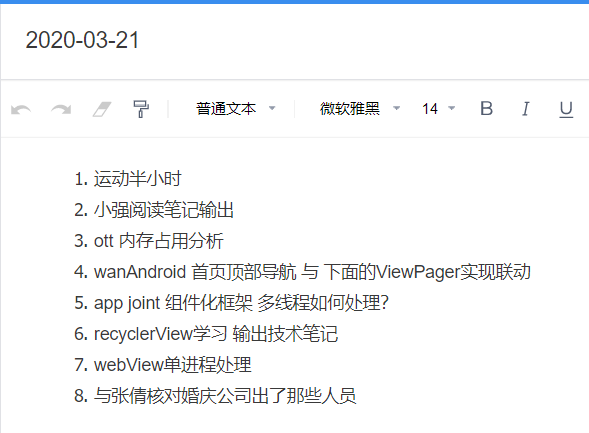 2020-03-21
普通文本 微软雅黑 14 B I U
1. 运动半小时
2. 小强阅读笔记输出
3. ott 内存占用分析
4. wanAndroid 首页顶部导航 与 下面的ViewPager实现联动
5. app joint 组件化框架 多线程如何处理?
6. recyclerView学习 输出技术笔记
7. webView单进程处理
8. 与张倩核对婚庆公司出了那些人员